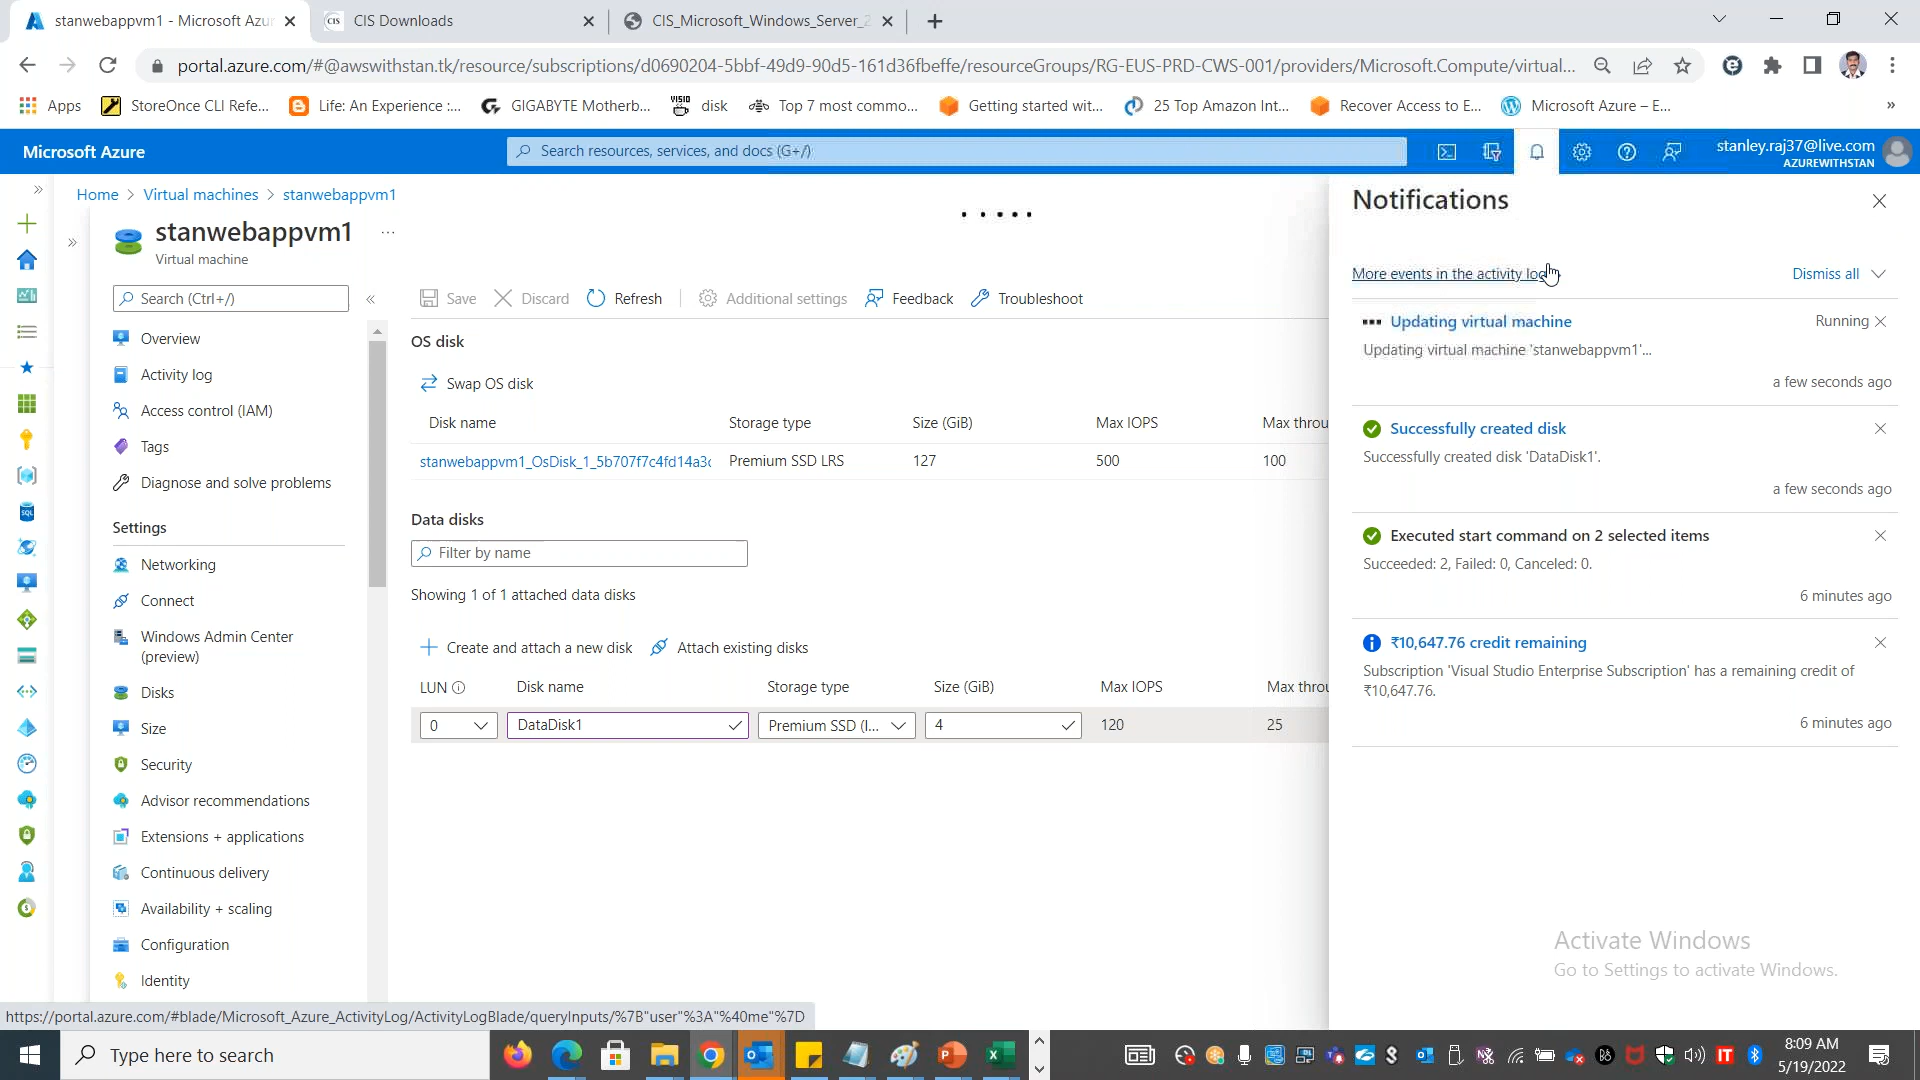 stanwebappvm1 - Microsoft Azur
CIS Downloads
CIS_Microsoft_Windows_Server_2
portal.azure.com/#@awswithstan.tk/resource/subscriptions/d0690204-5bbf-49d9-90d5-161d36fbeffe/resourceGroups/RG-EUS-PRD-CWS-001/providers/Microsoft.Compute/virtual...
Apps
StoreOnce CLI Refe...
Life: An Experience :...
GIGABYTE Motherb...
disk
Top 7 most commo...
Getting started wit...
25 Top Amazon Int...
Recover Access to E...
Microsoft Azure – E...
Microsoft Azure
Search resources, services, and docs (G+/)
stanley.raj37@live.com
AZUREWITHSTAN
Home > Virtual machines > stanwebappvm1
stanwebappvm1
Virtual machine
Search (Ctrl+/)
Overview
Activity log
Access control (IAM)
Tags
Diagnose and solve problems
Settings
Networking
Connect
Windows Admin Center
(preview)
Disks
Size
Security
Advisor recommendations
Extensions + applications
Continuous delivery
Availability + scaling
Configuration
Identity
Save
Discard
Refresh
Additional settings
Feedback
Troubleshoot
OS disk
Swap OS disk
Disk name Storage type Size (GiB) Max IOPS Max throu
stanwebappvm1_OsDisk_1_5b707f7c4fd14a3c Premium SSD LRS 127 500 100
Data disks
Filter by name
Showing 1 of 1 attached data disks
Create and attach a new disk
Attach existing disks
LUN Disk name Storage type Size (GiB) Max IOPS Max throu
0 DataDisk1 Premium SSD (l... 4 120 25
Notifications
More events in the activity log
Dismiss all
Updating virtual machine
Running
Updating virtual machine 'stanwebappvm1'...
a few seconds ago
Successfully created disk
Successfully created disk 'DataDisk1'.
a few seconds ago
Executed start command on 2 selected items
Succeeded: 2, Failed: 0, Canceled: 0.
6 minutes ago
₹10,647.76 credit remaining
Subscription 'Visual Studio Enterprise Subscription' has a remaining credit of
₹10,647.76.
6 minutes ago
Activate Windows
Go to Settings to activate Windows.
https://portal.azure.com/#blade/Microsoft_Azure_ActivityLog/ActivityLogBlade/queryInputs/%7B"user"%3A"%40me"%7D
Type here to search
8:09 AM
5/19/2022